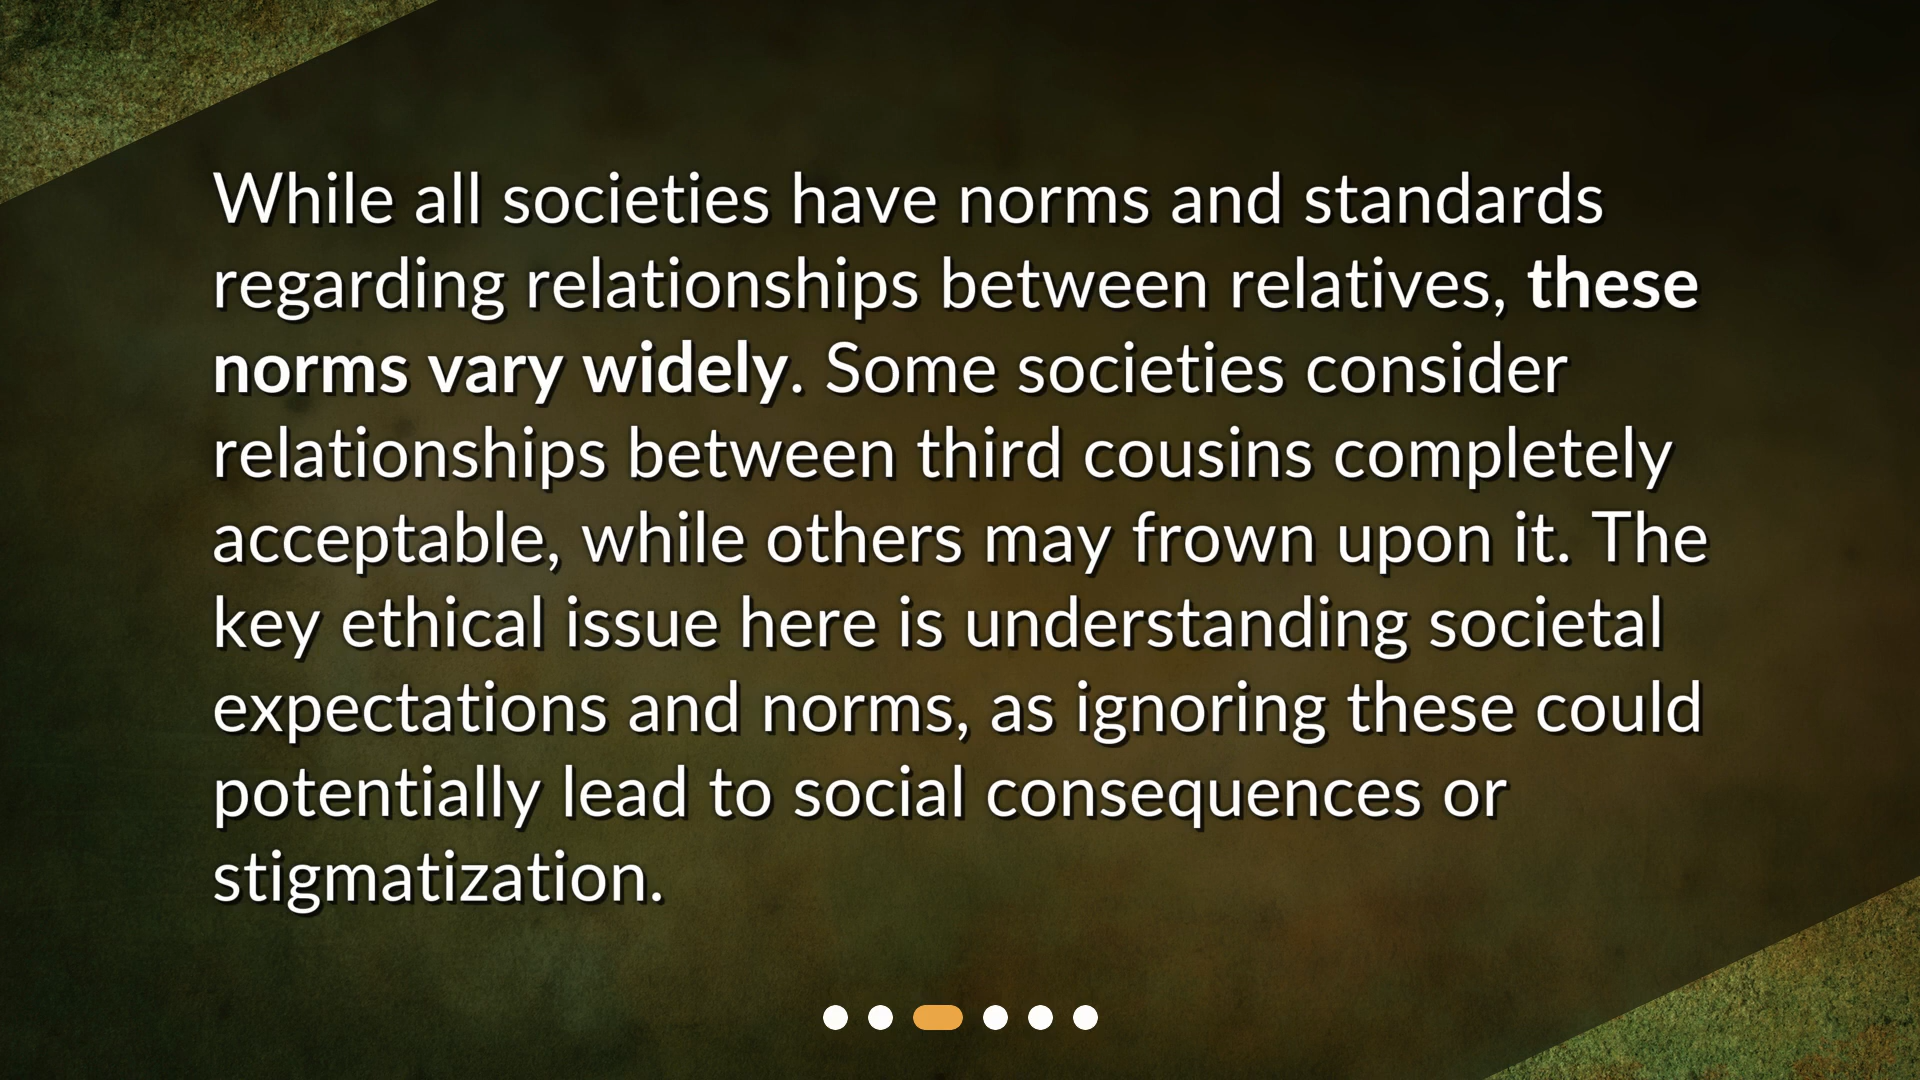 While all societies have norms and standards
regarding relationships between relatives, these
norms vary widely. Some societies consider
relationships between third cousins completely
acceptable, while others may frown upon it. The
key ethical issue here is understanding societal
expectations and norms, as ignoring these could
potentially lead to social consequences or
stigmatization.